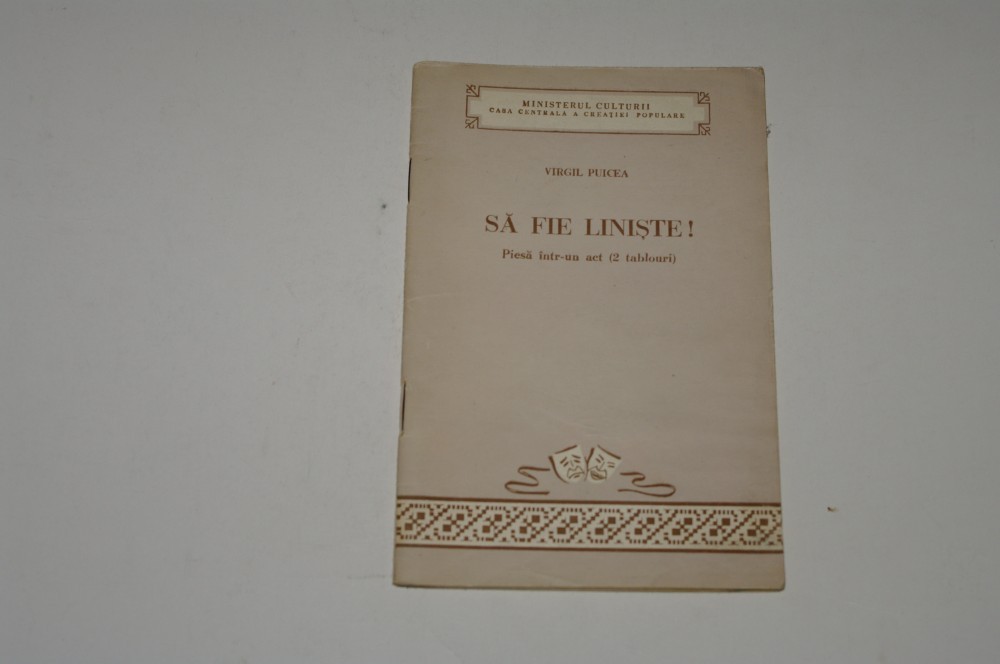 MINISTERUL CULTURII
CASA CENTRALĂ A CREAȚIEI POPULARE
VIRGIL PUICEA
SĂ FIE LINIȘTE!
Piesă într-un act (2 tablouri)